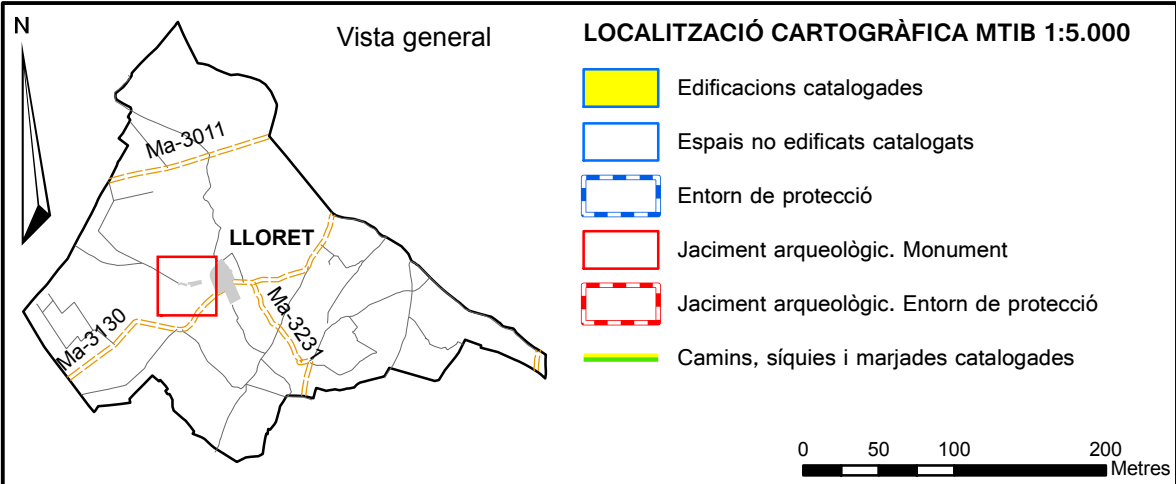 N
Vista general
Ma-3011
LLORET
Ma-3130
Ma-3231
LOCALITZACIÓ CARTOGRÀFICA MTIB 1:5.000
Edificacions catalogades
Espais no edificats catalogats
Entorn de protecció
Jaciment arqueològic. Monument
Jaciment arqueològic. Entorn de protecció
Camins, síquies i marjades catalogades
0 50 100 200
Metres